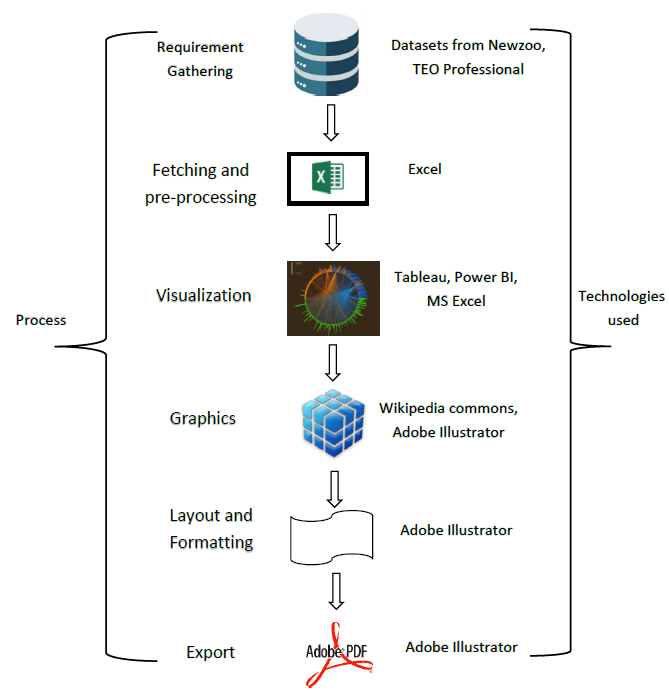 Requirement
Gathering
Datasets from Newzoo,
TEO Professional
Fetching and
pre-processing
X
Excel
Visualization
Tableau, Power BI,
MS Excel
Process
Technologies
used
Graphics
Wikipedia commons,
Adobe Illustrator
Layout and
Formatting
Adobe Illustrator
Export
Adobe PDF
Adobe Illustrator